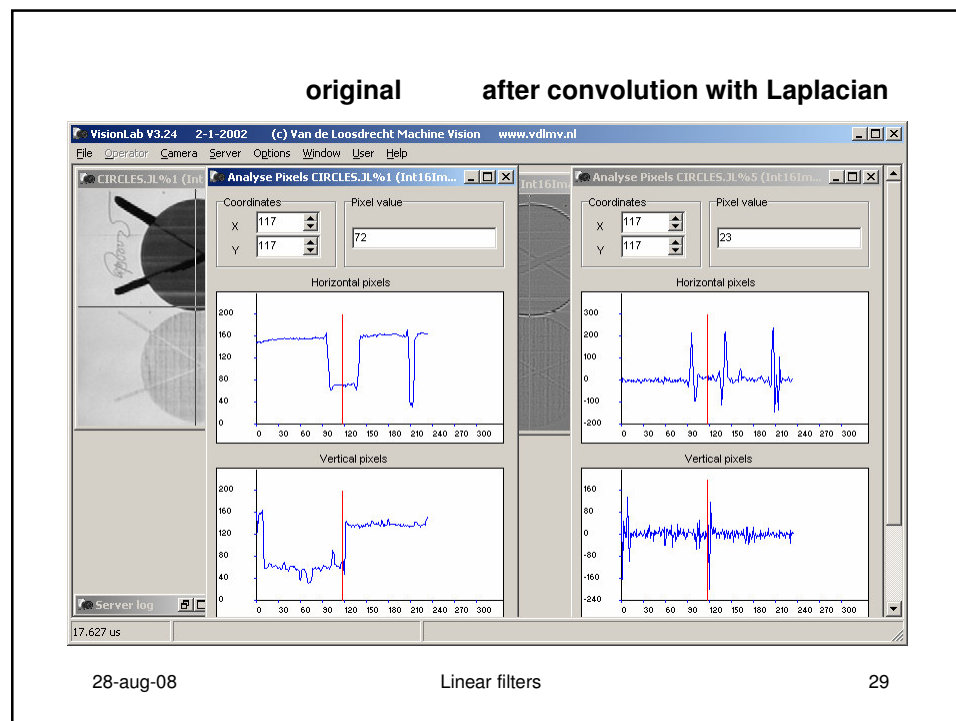 original after convolution with Laplacian
VisionLab V3.24 2-1-2002 (c) Van de Loosdrecht Machine Vision www.vdlmv.nl
File Operator Camera Server Options Window User Help
CIRCLES.JL%1 (Int
Analyse Pixels CIRCLES.JL%1 (Int16Im...
Int16Im
Analyse Pixels CIRCLES.JL%5 (Int16Im...
Coordinates Pixel value
X 117
72
Y 117
Horizontal pixels
200
160
120
80
40
0
0 30 60 90 120 150 180 210 240 270 300
Vertical pixels
200
160
120
80
40
0
0 30 60 90 120 150 180 210 240 270 300
Coordinates Pixel value
X 117
23
Y 117
Horizontal pixels
300
200
100
0
-100
-200
0 30 60 90 120 150 180 210 240 270 300
Vertical pixels
160
80
0
-80
-160
-240
0 30 60 90 120 150 180 210 240 270 300
Server log
17.627 us
28-aug-08 Linear filters 29